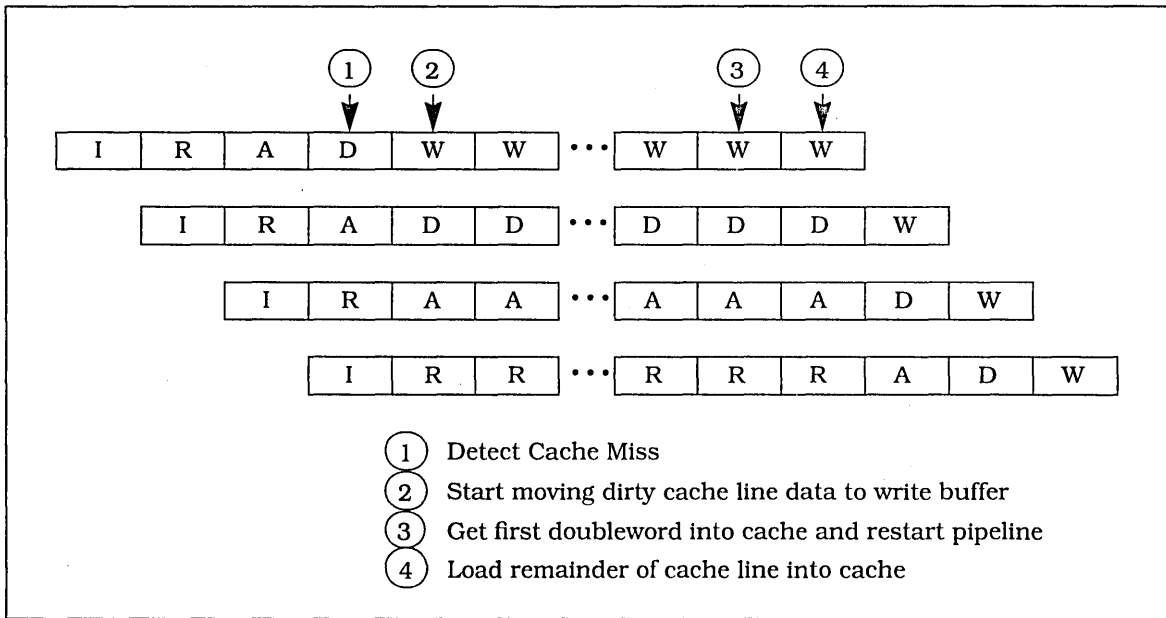 1 2 3 4
I R A D W W ••• W W W
I R A D D ••• D D D W
I R A A ••• A A A D W
I R R ••• R R R A D W
1 Detect Cache Miss
2 Start moving dirty cache line data to write buffer
3 Get first doubleword into cache and restart pipeline
4 Load remainder of cache line into cache